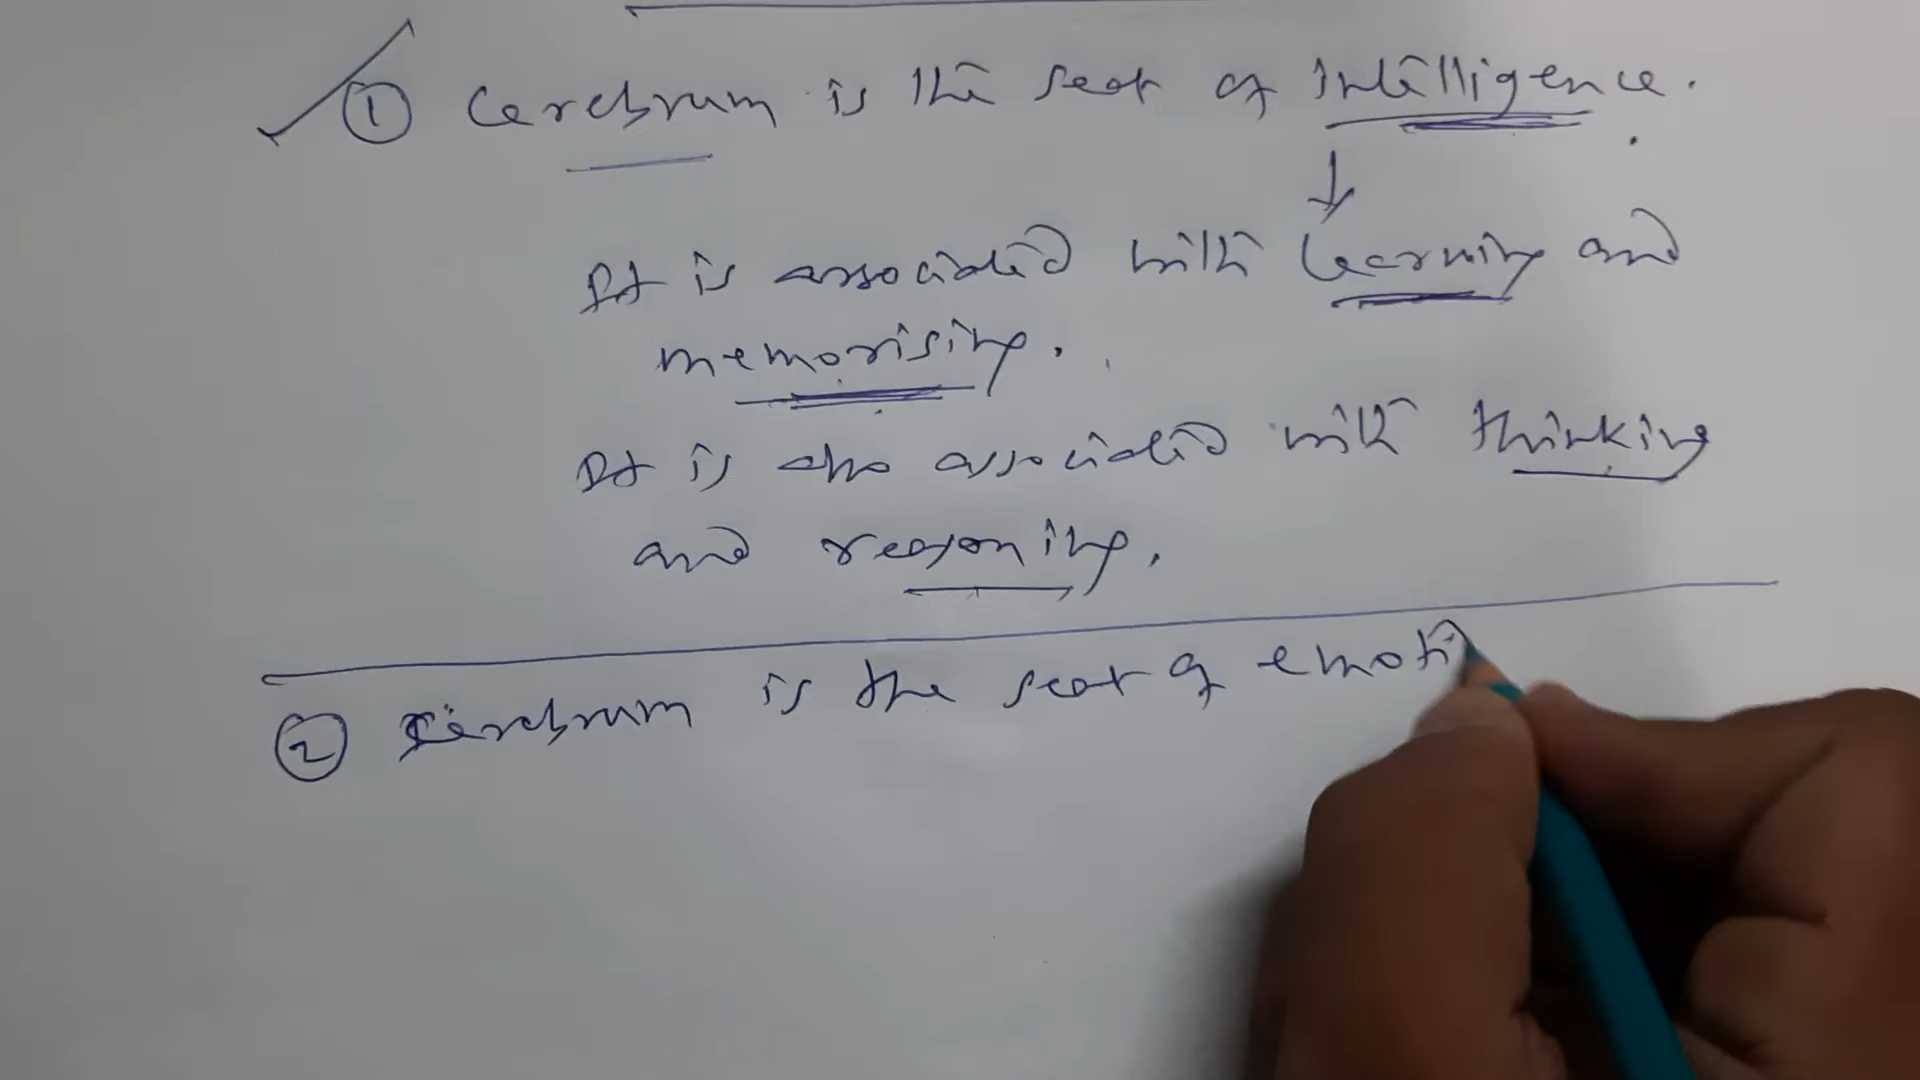 ① Cerebrum is the seat of intelligence.
↓
It is associated with learning and
memorising.
It is also associated with thinking
and reasoning.
② Cerebrum is the seat of emoti